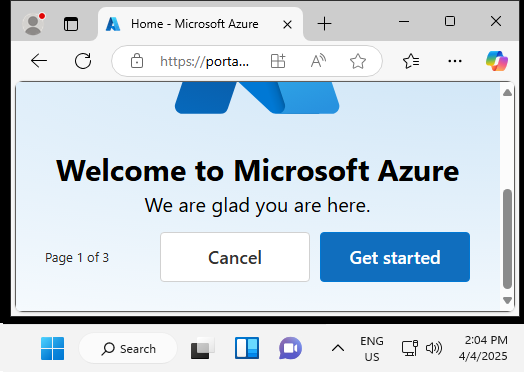 Home - Microsoft Azure
https://porta...
Welcome to Microsoft Azure
We are glad you are here.
Page 1 of 3
Cancel
Get started
Search
ENG
US
2:04 PM
4/4/2025